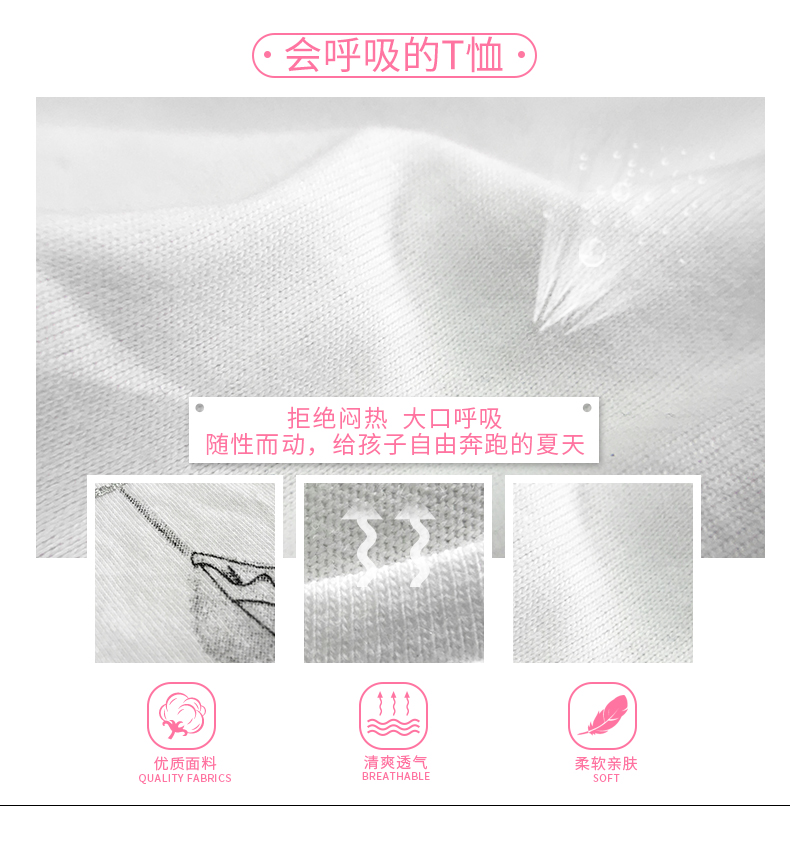 会呼吸的T恤
拒绝闷热 大口呼吸
随性而动，给孩子自由奔跑的夏天
优质面料
QUALITY FABRICS
清爽透气
BREATHABLE
柔软亲肤
SOFT